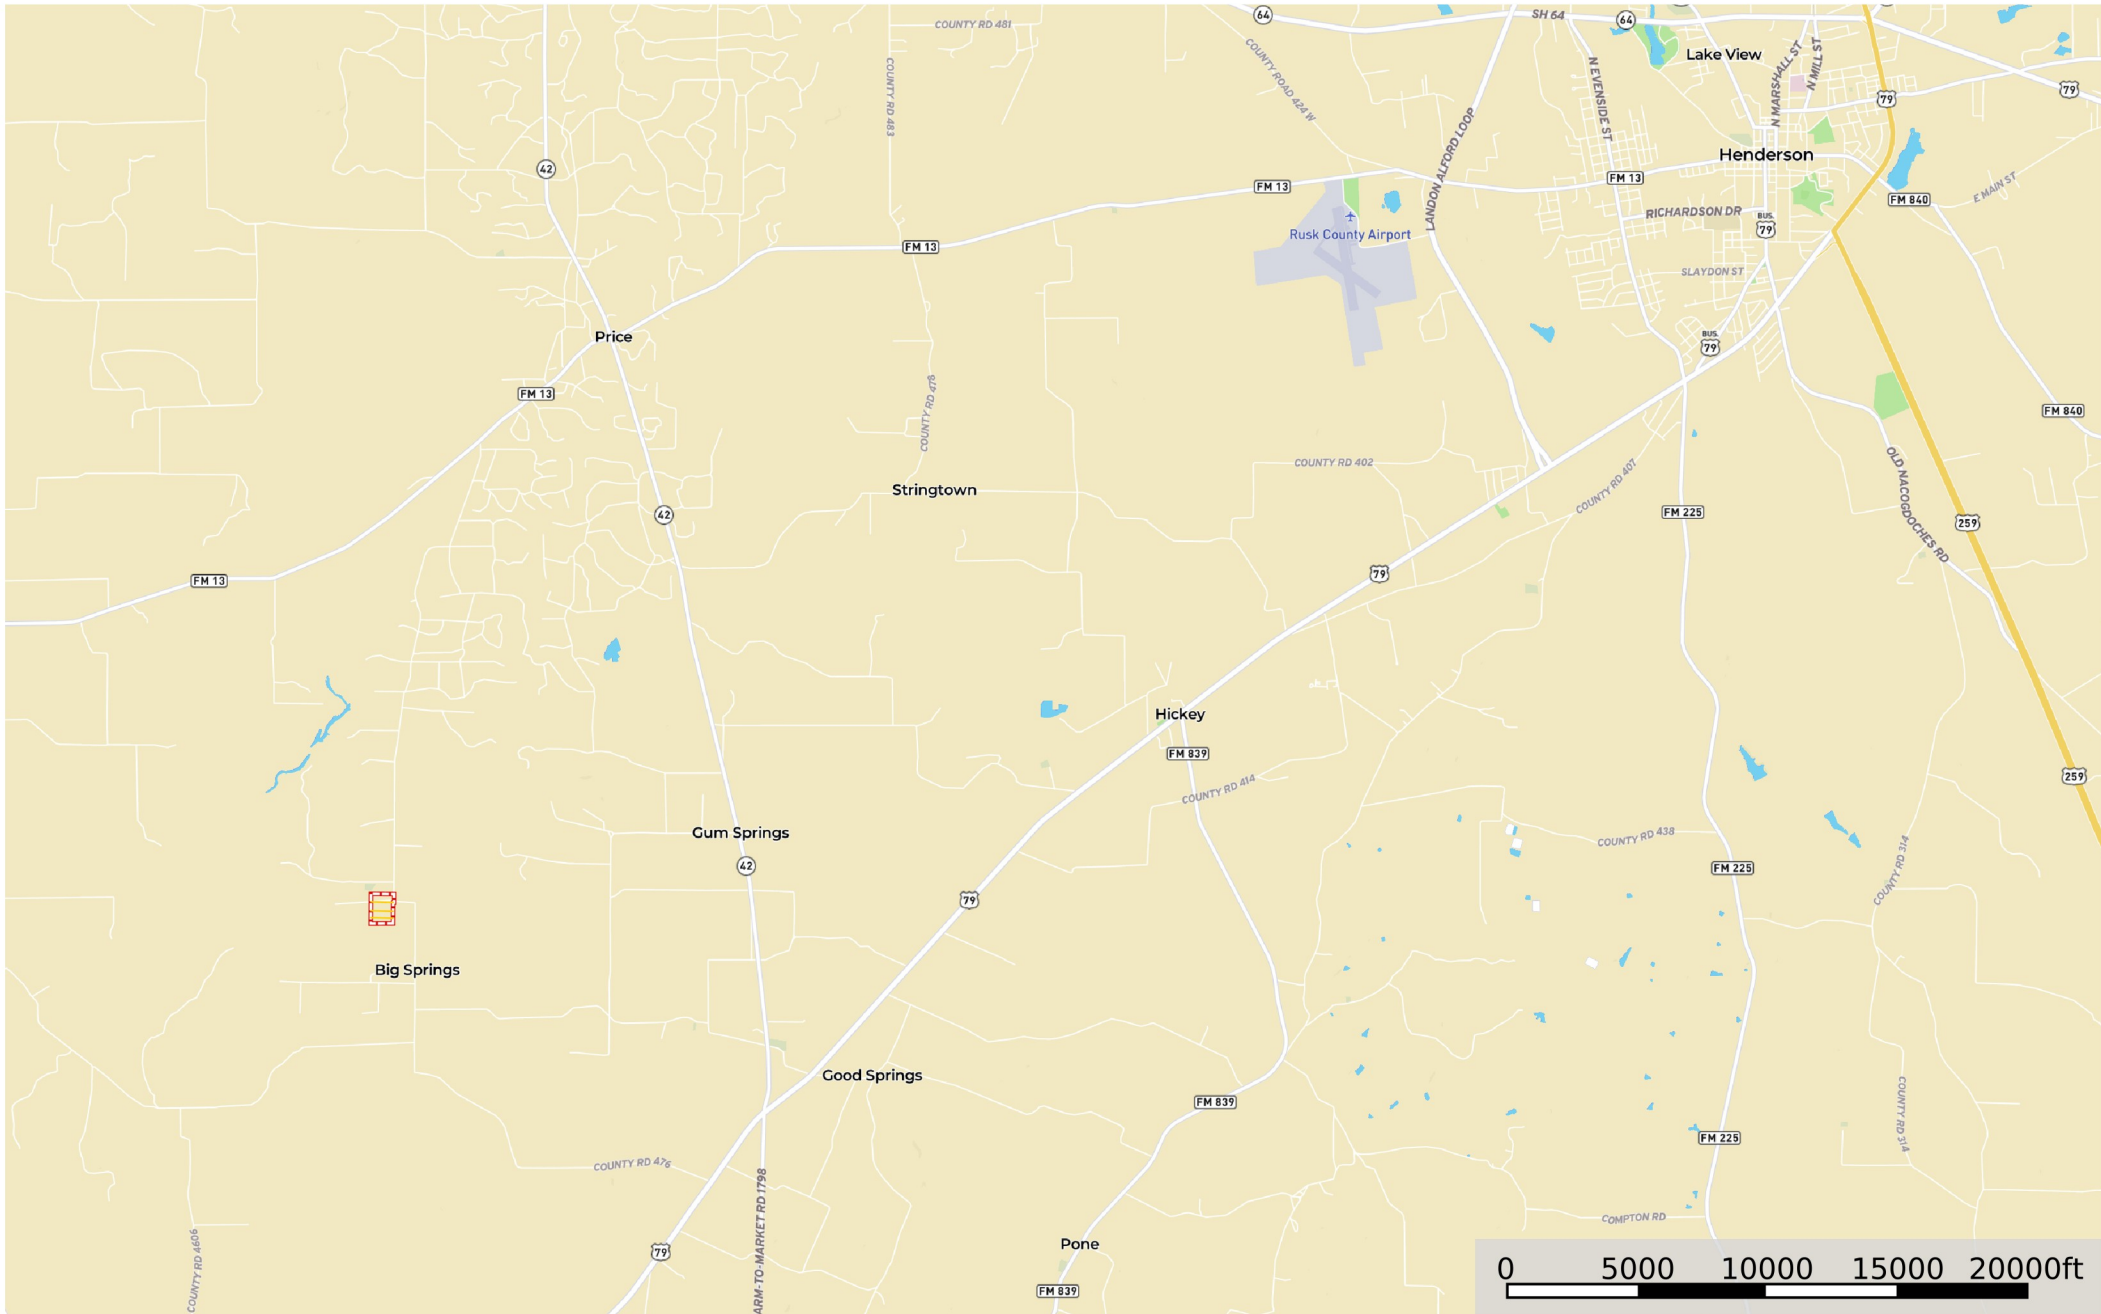 COUNTY RD 481
64
SH 64
64
Lake View
N MARSHALL ST
N MILL ST
79
79
COUNTY RD 483
COUNTY ROAD 424 W
N EVENSIDE ST
LANDON ALFORD LOOP
42
Henderson
FM 13
FM 13
FM 840
E MAIN ST
RICHARDSON DR
BUS.
79
Rusk County Airport
FM 13
SLAYDON ST
Price
BUS.
79
FM 13
COUNTY RD 478
FM 840
COUNTY RD 402
COUNTY RD 407
Stringtown
42
FM 225
OLD NACOGDOCHES RD
259
FM 13
79
Hickey
FM 839
COUNTY RD 414
259
Gum Springs
COUNTY RD 438
42
FM 225
COUNTY RD 314
79
Big Springs
Good Springs
FM 839
COUNTY RD 314
FM 225
COUNTY RD 476
ARM-TO-MARKET RD 1798
COMPTON RD
COUNTY RD 4606
79
Pone
FM 839
0 5000 10000 15000 20000ft